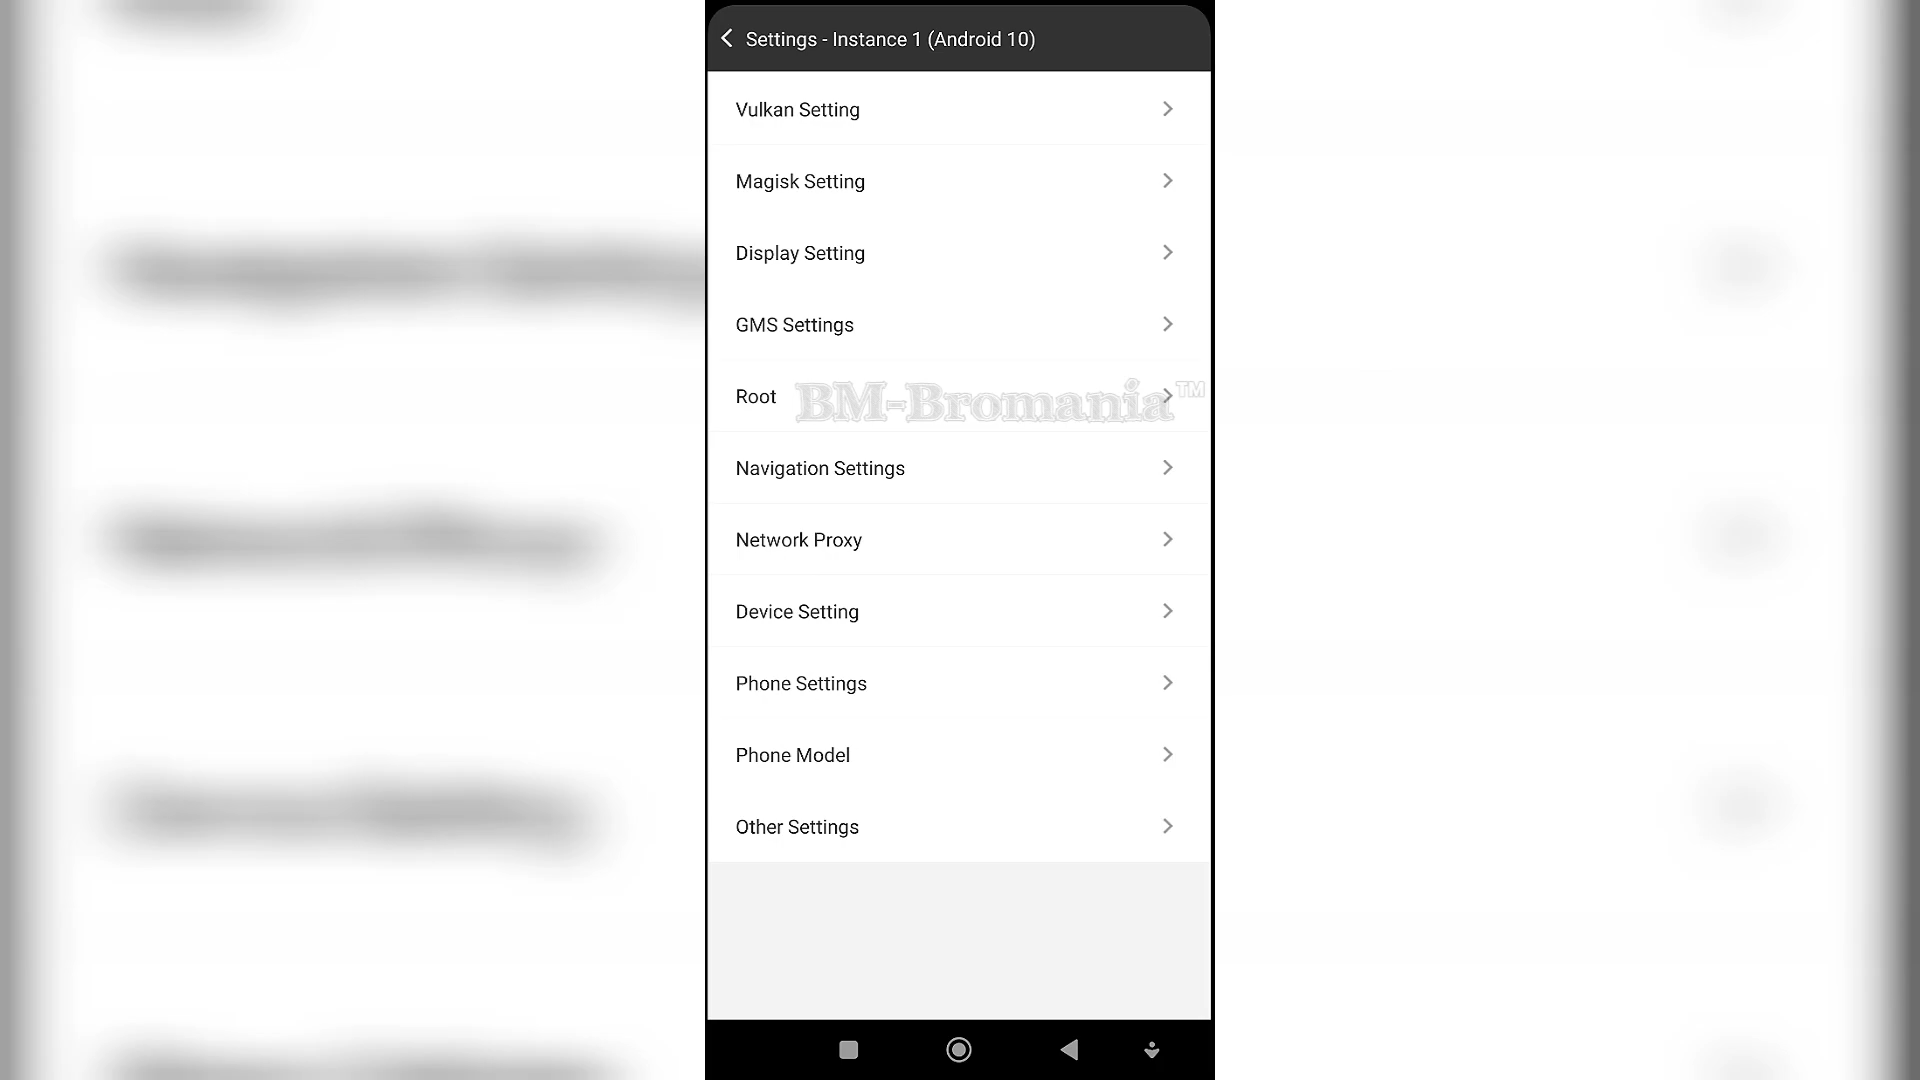 Settings - Instance 1 (Android 10)
Vulkan Setting
Magisk Setting
Display Setting
GMS Settings
Root
BM-Bromania™
Navigation Settings
Network Proxy
Device Setting
Phone Settings
Phone Model
Other Settings